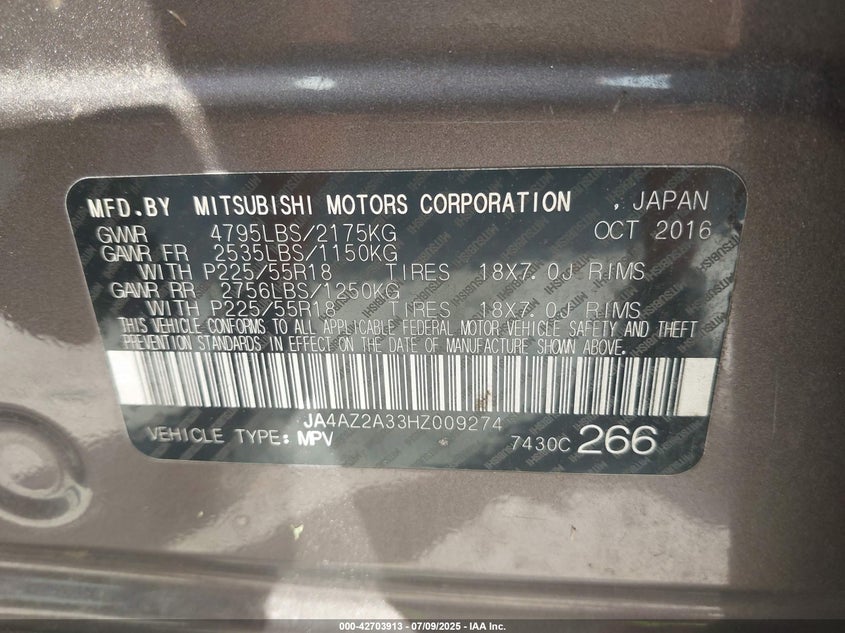 MFD.BY MITSUBISHI MOTORS CORPORATION , JAPAN
GVWR 4795LBS/2175KG OCT 2016
GAWR FR 2535LBS/1150KG
WITH P225/55R18 TIRES 18X7.0J RIMS
GAWR RR 2756LBS/1250KG
WITH P225/55R18 TIRES 18X7.0J RIMS
THIS VEHICLE CONFORMS TO ALL APPLICABLE FEDERAL MOTOR VEHICLE SAFETY AND THEFT
PREVENTION STANDARDS IN EFFECT ON THE DATE OF MANUFACTURE SHOWN ABOVE.
JA4AZ2A33HZ009274
VEHICLE TYPE: MPV 7430C 266
000-42703913 - 07/09/2025 - IAA Inc.